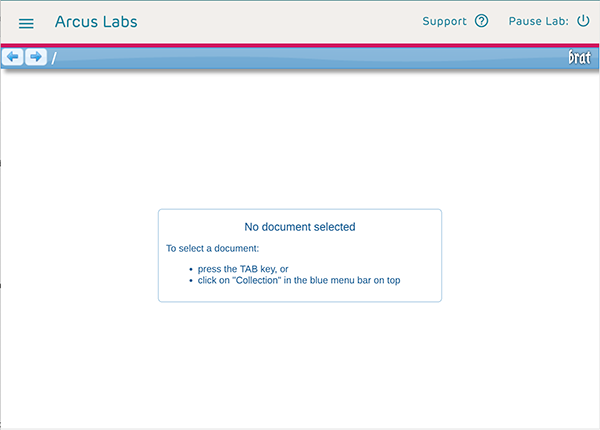 Arcus Labs
Support
Pause Lab:
/
brat
No document selected
To select a document:
press the TAB key, or
click on "Collection" in the blue menu bar on top